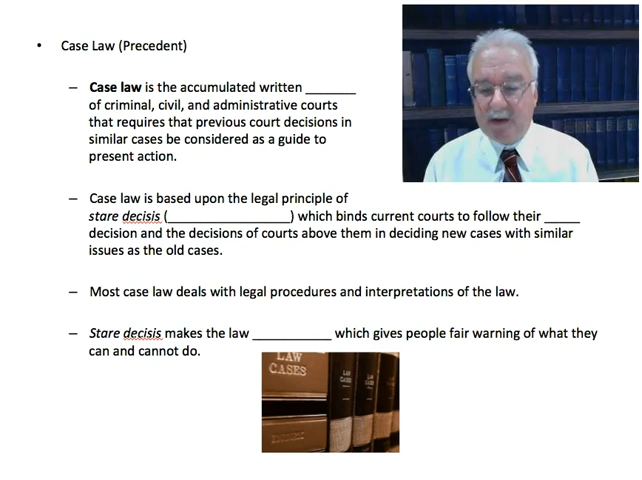 • Case Law (Precedent)
– Case law is the accumulated written _______
of criminal, civil, and administrative courts
that requires that previous court decisions in
similar cases be considered as a guide to
present action.
– Case law is based upon the legal principle of
stare decisis (_________________) which binds current courts to follow their _____
decision and the decisions of courts above them in deciding new cases with similar
issues as the old cases.
– Most case law deals with legal procedures and interpretations of the law.
– Stare decisis makes the law ___________ which gives people fair warning of what they
can and cannot do.
LAW
CASES
LAW
CASES